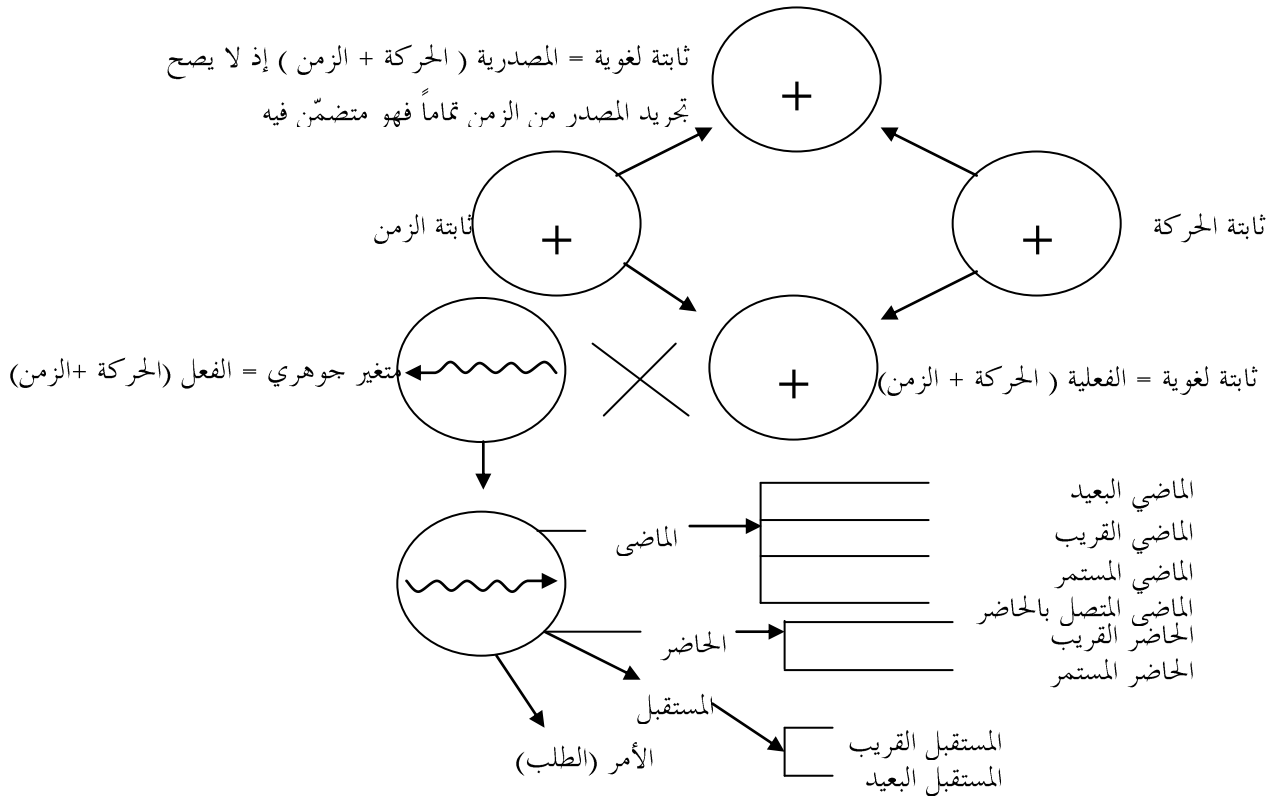 ثابتة لغوية = المصدرية ( الحركة + الزمن ) إذ لا يصح
تجريد المصدر من الزمن تماماً فهو متضمّن فيه
+
ثابتة الحركة
+
+
ثابتة الزمن
ثابتة لغوية = الفعلية ( الحركة + الزمن)
+
متغير جوهري = الفعل (الحركة +الزمن)
الماضى
الماضي البعيد
الماضي القريب
الماضي المستمر
الماضى المتصل بالحاضر
الحاضر
الحاضر القريب
الحاضر المستمر
المستقبل
المستقبل القريب
المستقبل البعيد
الأمر (الطلب)